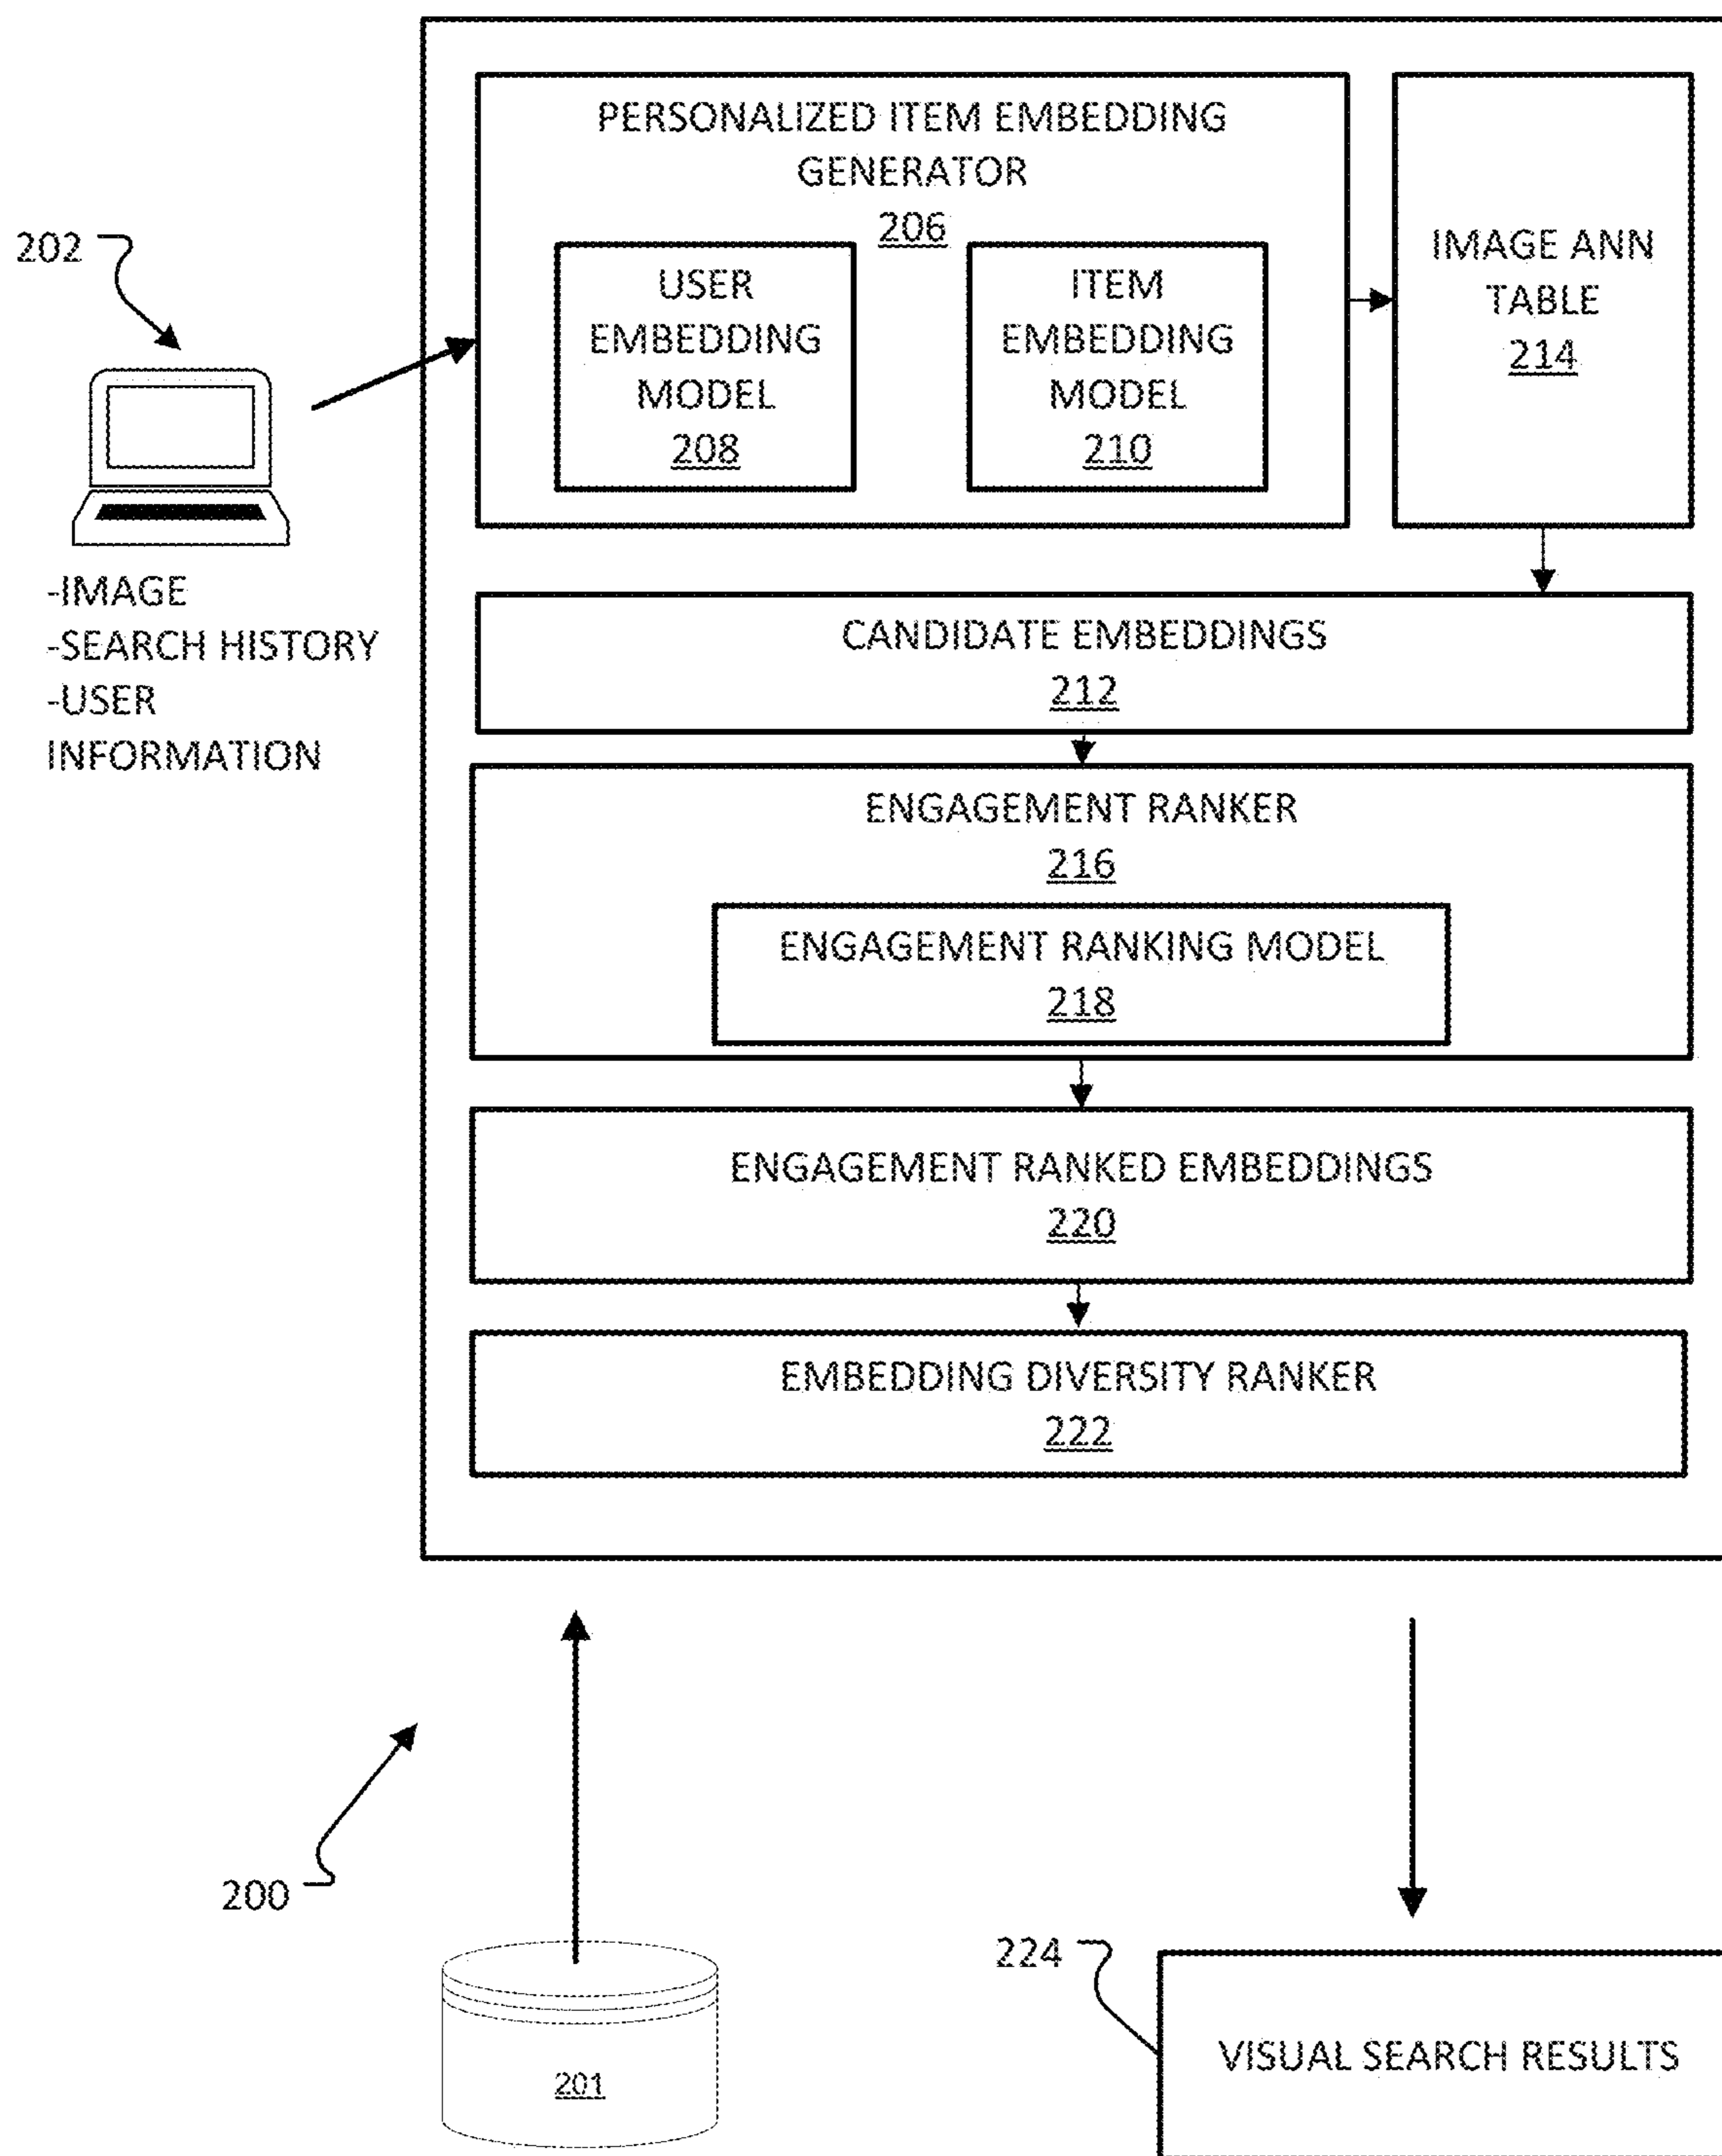 PERSONALIZED ITEM EMBEDDING
GENERATOR
206
USER
EMBEDDING
MODEL
208
ITEM
EMBEDDING
MODEL
210
IMAGE ANN
TABLE
214
202
-IMAGE
-SEARCH HISTORY
-USER
INFORMATION
CANDIDATE EMBEDDINGS
212
ENGAGEMENT RANKER
216
ENGAGEMENT RANKING MODEL
218
ENGAGEMENT RANKED EMBEDDINGS
220
EMBEDDING DIVERSITY RANKER
222
200
201
224
VISUAL SEARCH RESULTS